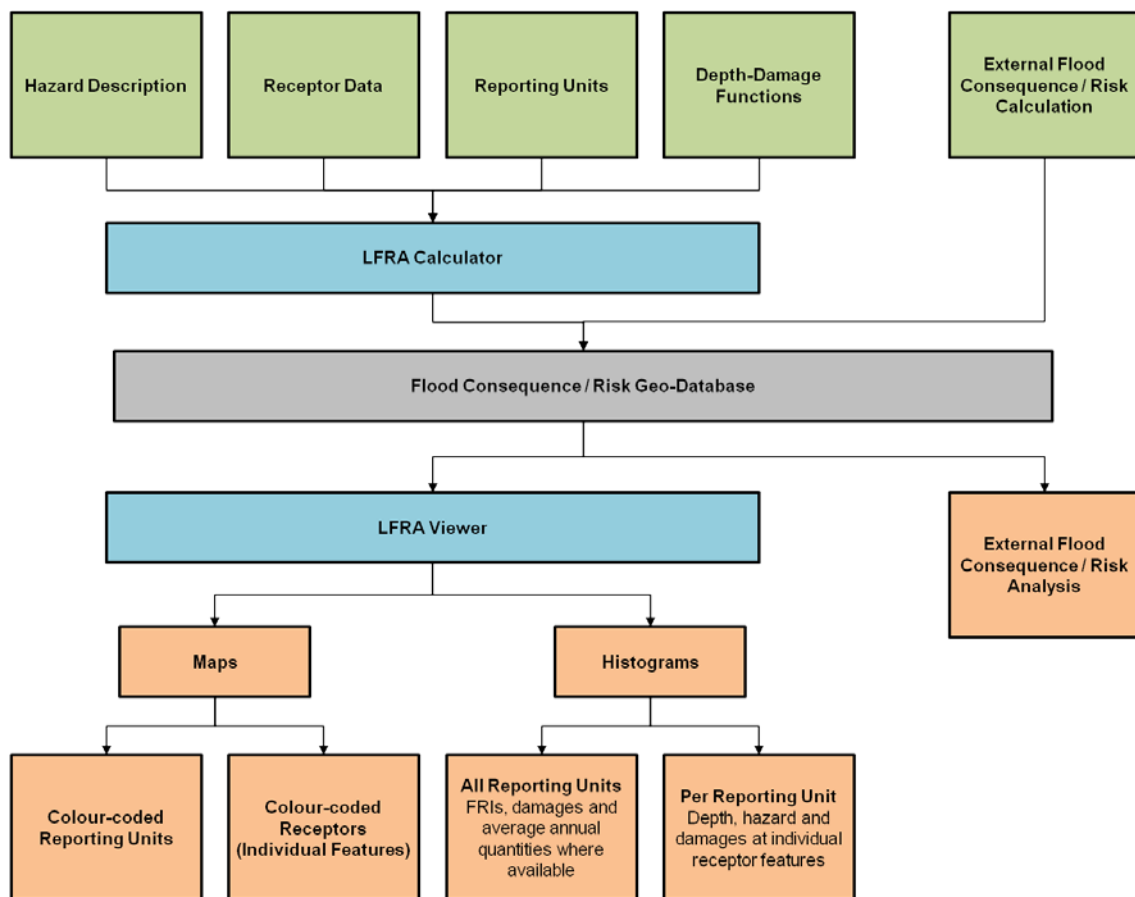 Hazard Description
Receptor Data
Reporting Units
Depth-Damage
Functions
External Flood
Consequence / Risk
Calculation
LFRA Calculator
Flood Consequence / Risk Geo-Database
LFRA Viewer
External Flood
Consequence / Risk
Analysis
Maps
Histograms
Colour-coded
Reporting Units
Colour-coded
Receptors
(Individual Features)
All Reporting Units
FRIs, damages and
average annual
quantities where
available
Per Reporting Unit
Depth, hazard and
damages at individual
receptor features